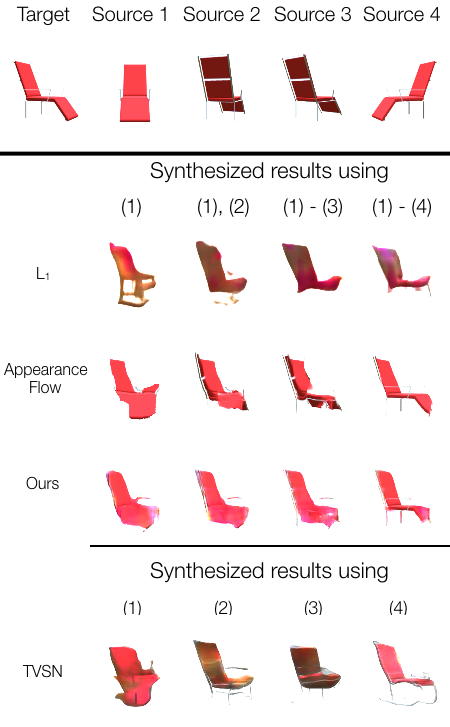 Target Source 1 Source 2 Source 3 Source 4
Synthesized results using
(1) (1), (2) (1) - (3) (1) - (4)
L₁
Appearance
Flow
Ours
Synthesized results using
(1) (2) (3) (4)
TVSN